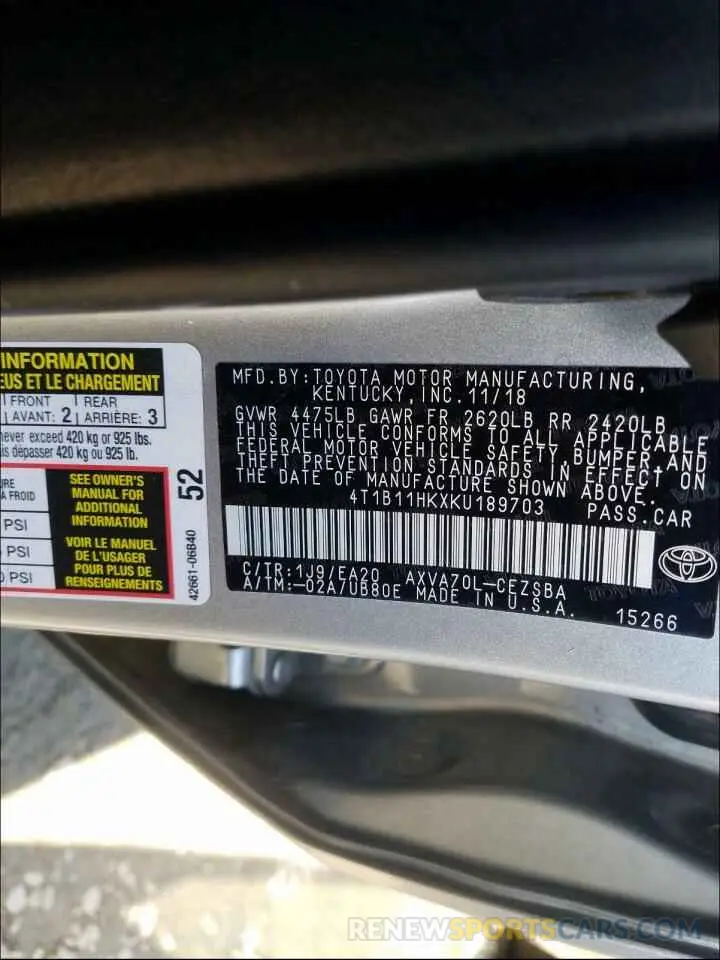 INFORMATION
EUS ET LE CHARGEMENT
FRONT REAR
AVANT: 2 ARRIÈRE: 3
never exceed 420 kg or 925 lbs.
dépasser 420 kg ou 925 lb.
A FROID
PSI
PSI
PSI
SEE OWNER'S
MANUAL FOR
ADDITIONAL
INFORMATION
VOIR LE MANUEL
DE L'USAGER
POUR PLUS DE
RENSEIGNEMENTS
52
42661-06B40
MFD.BY:TOYOTA MOTOR MANUFACTURING,
KENTUCKY,INC.11/18
GVWR 4475LB GAWR FR 2620LB RR 2420LB
THIS VEHICLE CONFORMS TO ALL APPLICABLE
FEDERAL MOTOR VEHICLE SAFETY,BUMPER,AND
THEFT PREVENTION STANDARDS IN EFFECT ON
THE DATE OF MANUFACTURE SHOWN ABOVE.
4T1B11HKXKU189703 PASS.CAR
C/TR:1J9/EA20 AXVA70L-CEZSBA
A/TM:-02A/UB80E MADE IN U.S.A. 15266
RENEWSPORTSCARS.COM